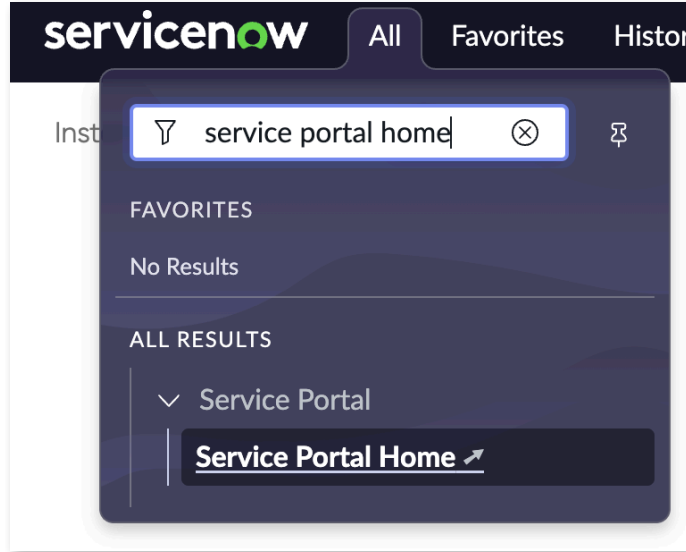 servicenow All Favorites Histor
Inst
service portal home
FAVORITES
No Results
ALL RESULTS
Service Portal
Service Portal Home